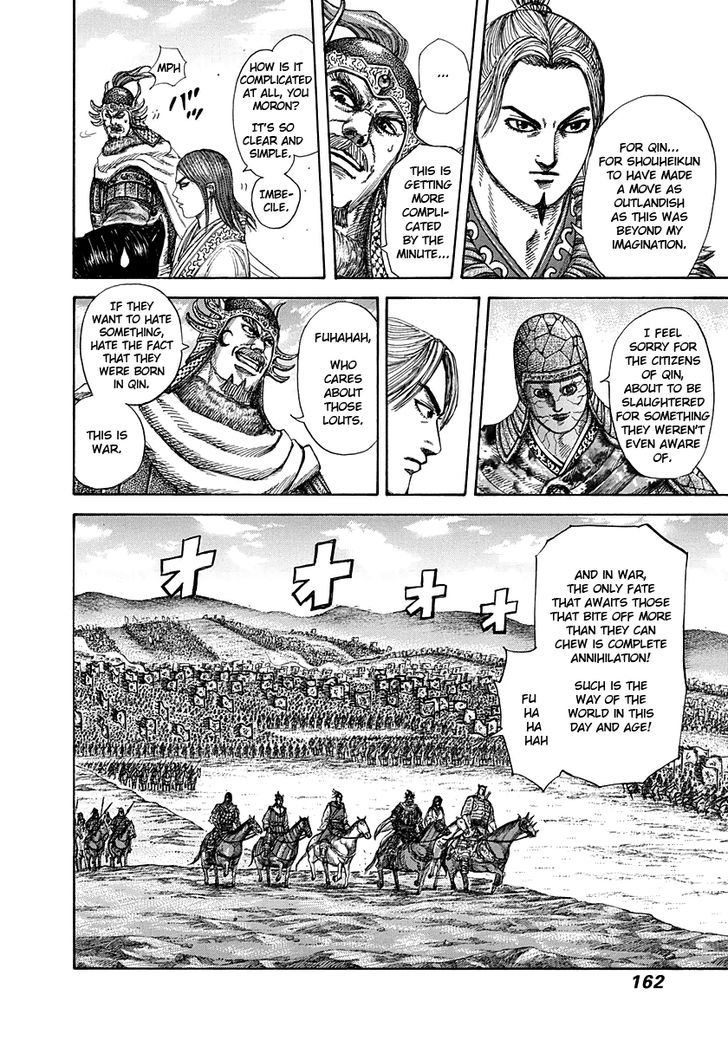 FOR QIN...
FOR SHOUHEIKUN
TO HAVE MADE
A MOVE AS
OUTLANDISH
AS THIS WAS
BEYOND MY
IMAGINATION.
...
THIS IS
GETTING
MORE
COMPLI-
CATED
BY THE
MINUTE...
HOW IS IT
COMPLICATED
AT ALL, YOU
MORON?
IT'S SO
CLEAR AND
SIMPLE.
IMBE-
CILE.
MPH
I FEEL
SORRY FOR
THE CITIZENS
OF QIN,
ABOUT TO BE
SLAUGHTERED
FOR SOMETHING
THEY WEREN'T
EVEN AWARE
OF.
FUHAHAH,
WHO
CARES
ABOUT
THOSE
LOUTS.
IF THEY
WANT TO HATE
SOMETHING,
HATE THE FACT
THAT THEY
WERE BORN
IN QIN.
THIS IS
WAR.
AND IN WAR,
THE ONLY FATE
THAT AWAITS THOSE
THAT BITE OFF MORE
THAN THEY CAN
CHEW IS COMPLETE
ANNIHILATION!
SUCH IS THE
WAY OF THE
WORLD IN THIS
DAY AND AGE!
FU
HA
HA
HAH
オ オ オ オ
162